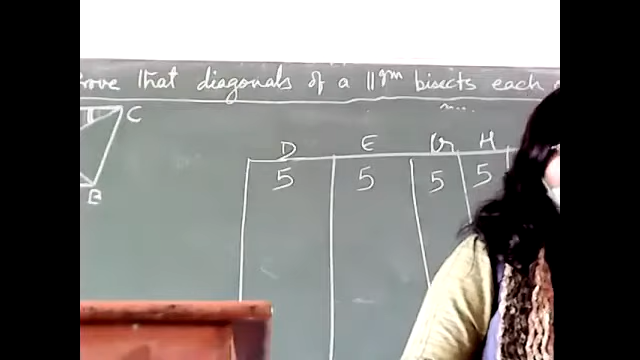 rove that diagonals of a ||gm bisects each
C
D E G H
5 5 5 5
B